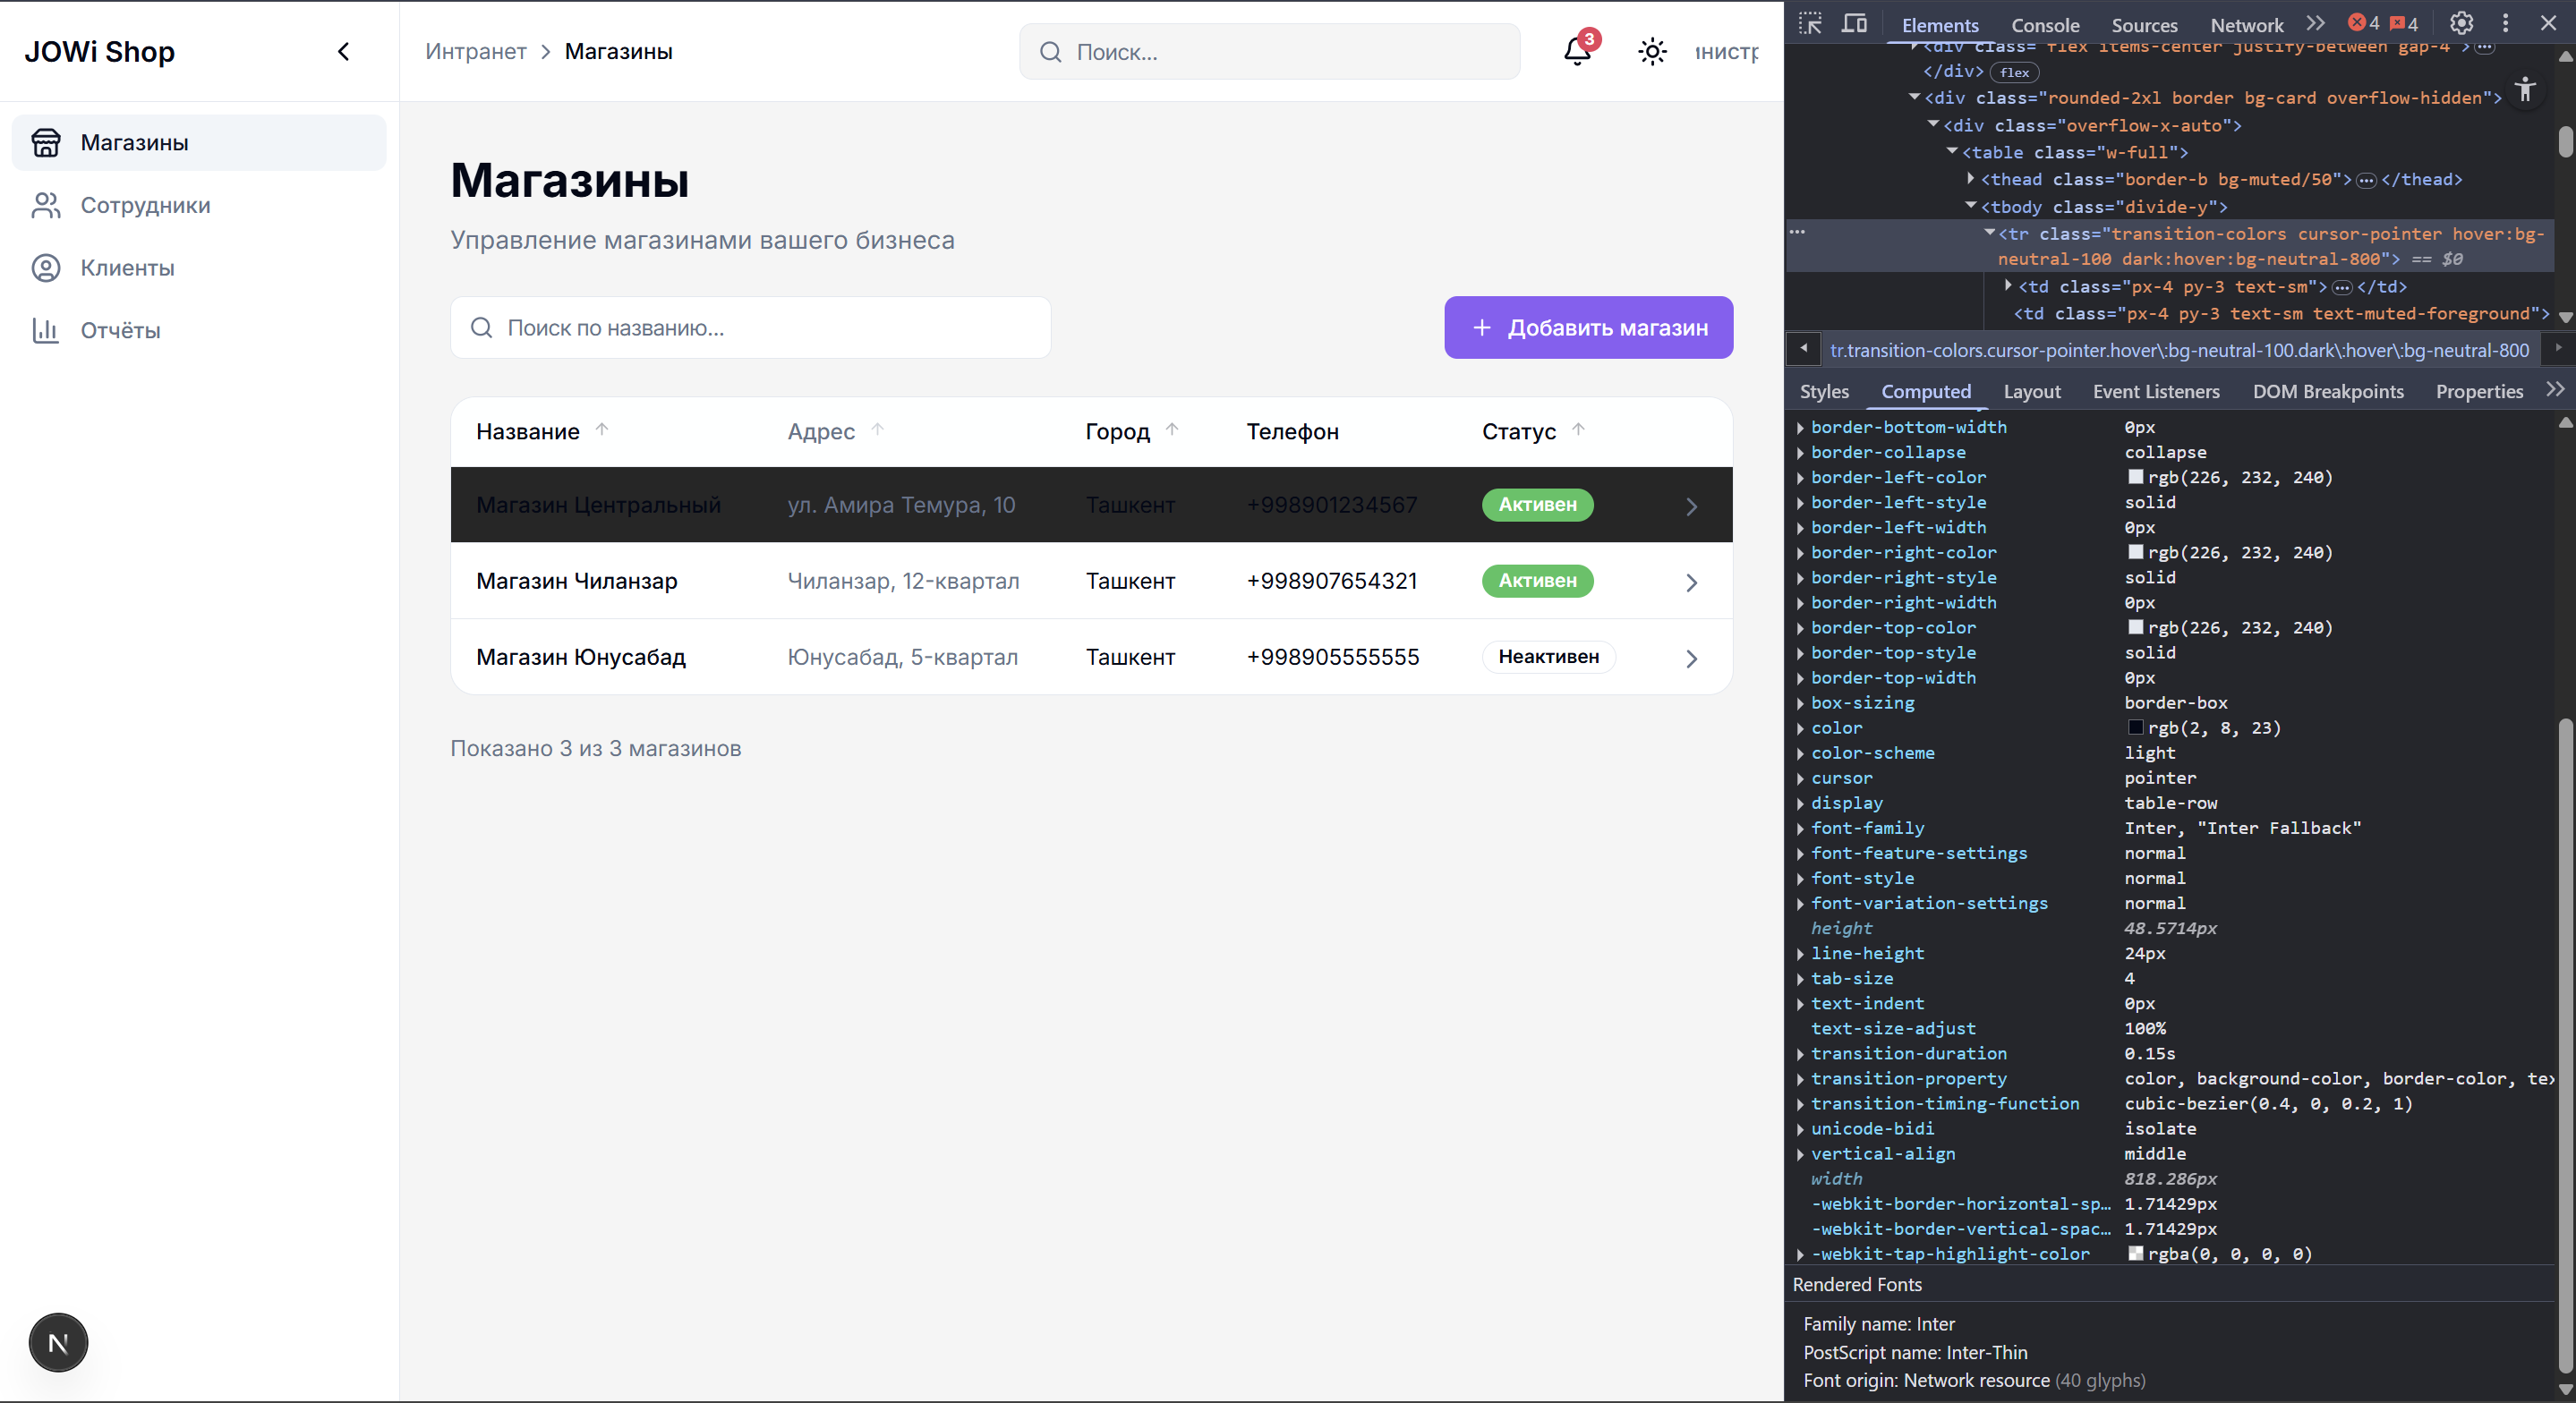 JOWi Shop
Интранет > Магазины
Поиск...
3
Магазины
Сотрудники
Клиенты
Отчёты
Магазины
Управление магазинами вашего бизнеса
Поиск по названию...
+ Добавить магазин
Название ↑ Адрес ↑ Город ↑ Телефон Статус ↑
Магазин Центральный ул. Амира Темура, 10 Ташкент +998901234567 Активен
Магазин Чиланзар Чиланзар, 12-квартал Ташкент +998907654321 Активен
Магазин Юнусабад Юнусабад, 5-квартал Ташкент +998905555555 Неактивен
Показано 3 из 3 магазинов
N
Elements Console Sources Network 4 4
<div class="flex items-center justify-between gap-4">
</div> flex
<div class="rounded-2xl border bg-card overflow-hidden">
<div class="overflow-x-auto">
<table class="w-full">
<thead class="border-b bg-muted/50">…</thead>
<tbody class="divide-y">
<tr class="transition-colors cursor-pointer hover:bg-
neutral-100 dark:hover:bg-neutral-800"> == $0
<td class="px-4 py-3 text-sm">…</td>
<td class="px-4 py-3 text-sm text-muted-foreground">
tr.transition-colors.cursor-pointer.hover\:bg-neutral-100.dark\:hover\:bg-neutral-800
Styles Computed Layout Event Listeners DOM Breakpoints Properties
border-bottom-width 0px
border-collapse collapse
border-left-color rgb(226, 232, 240)
border-left-style solid
border-left-width 0px
border-right-color rgb(226, 232, 240)
border-right-style solid
border-right-width 0px
border-top-color rgb(226, 232, 240)
border-top-style solid
border-top-width 0px
box-sizing border-box
color rgb(2, 8, 23)
color-scheme light
cursor pointer
display table-row
font-family Inter, "Inter Fallback"
font-feature-settings normal
font-style normal
font-variation-settings normal
height 48.5714px
line-height 24px
tab-size 4
text-indent 0px
text-size-adjust 100%
transition-duration 0.15s
transition-property color, background-color, border-color, tex
transition-timing-function cubic-bezier(0.4, 0, 0.2, 1)
unicode-bidi isolate
vertical-align middle
width 818.286px
-webkit-border-horizontal-sp… 1.71429px
-webkit-border-vertical-spac… 1.71429px
-webkit-tap-highlight-color rgba(0, 0, 0, 0)
Rendered Fonts
Family name: Inter
PostScript name: Inter-Thin
Font origin: Network resource (40 glyphs)